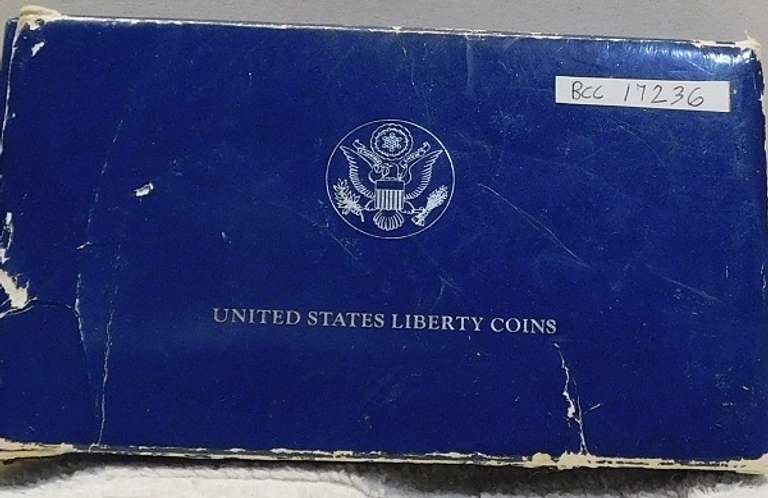 BCC 17236
UNITED STATES LIBERTY COINS